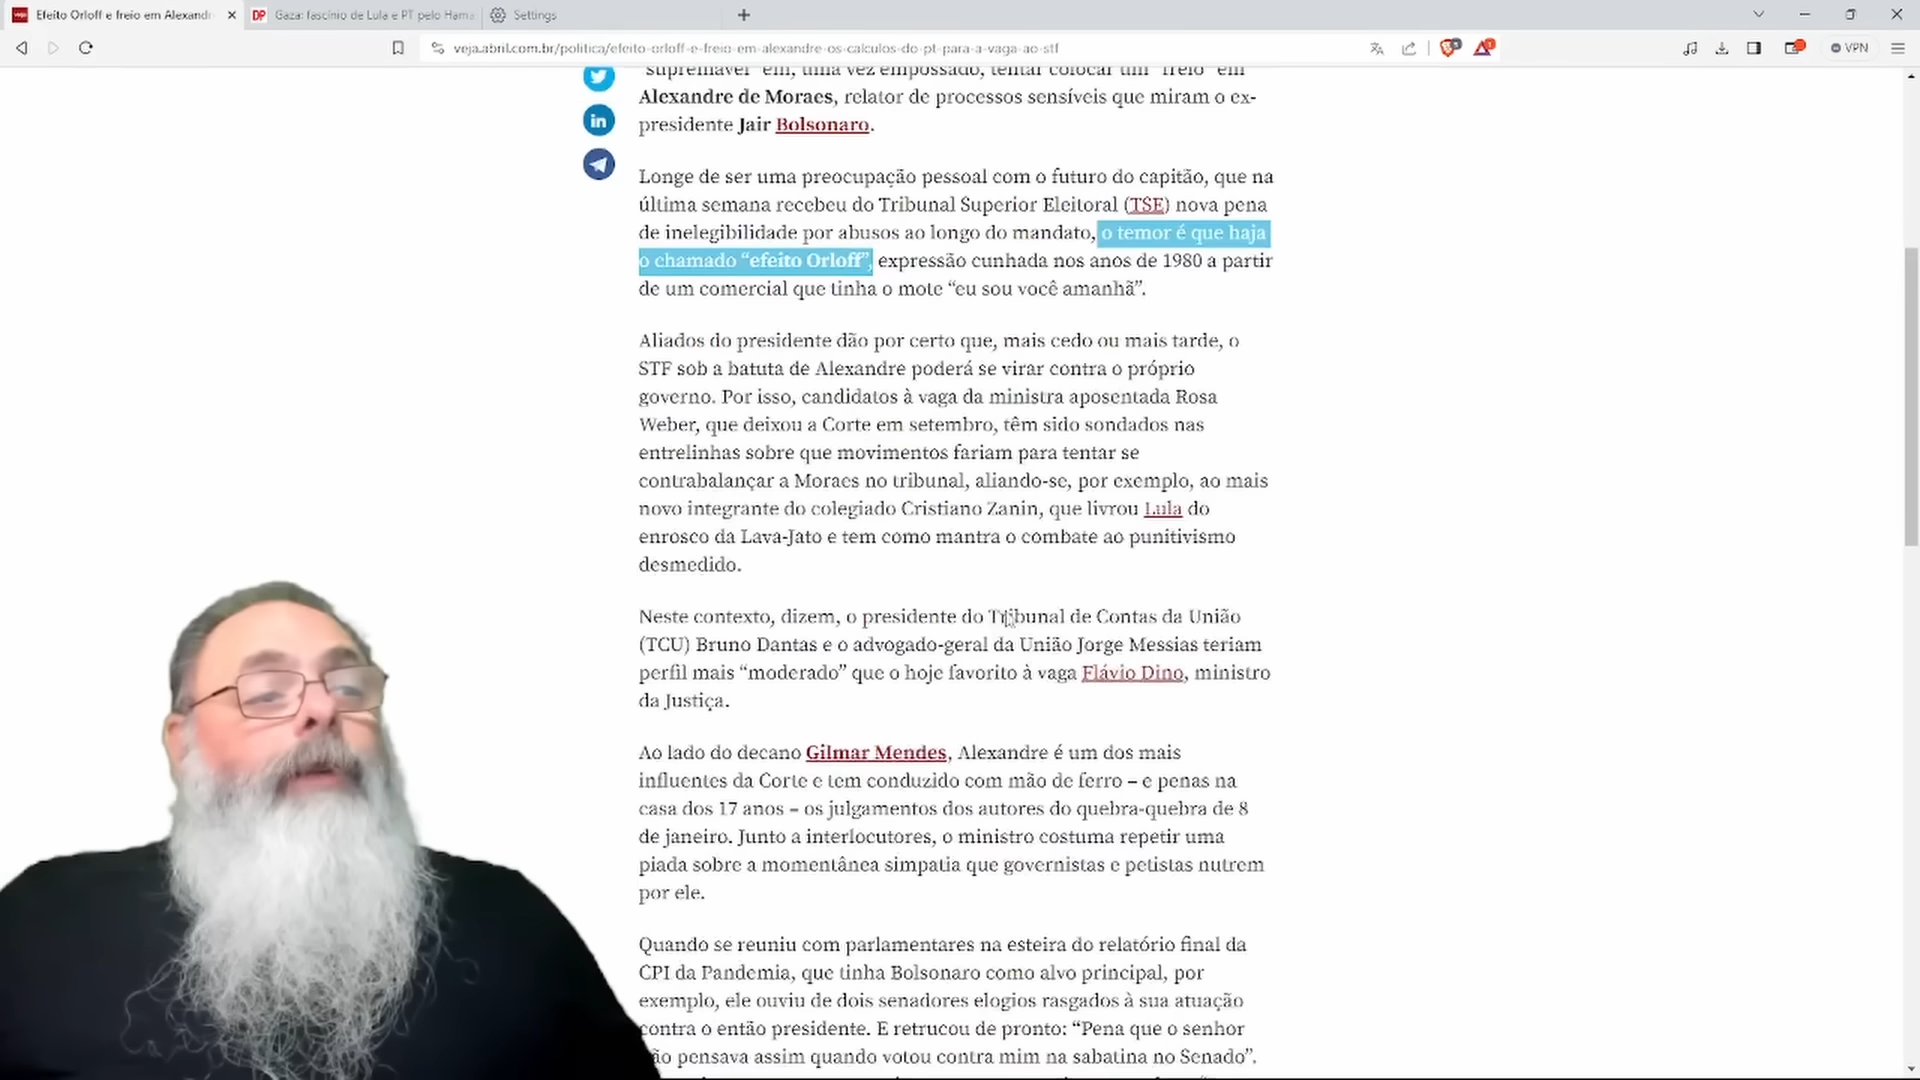 Efeito Orloff e freio em Alexandr
Gaza: fascínio de Lula e PT pelo Hama
Settings
veja.abril.com.br/politica/efeito-orloff-e-freio-em-alexandre-os-calculos-do-pt-para-a-vaga-ao-stf
VPN
"supremável" em, uma vez empossado, tentar colocar um "freio" em
Alexandre de Moraes, relator de processos sensíveis que miram o ex-
presidente Jair Bolsonaro.
Longe de ser uma preocupação pessoal com o futuro do capitão, que na
última semana recebeu do Tribunal Superior Eleitoral (TSE) nova pena
de inelegibilidade por abusos ao longo do mandato, o temor é que haja
o chamado “efeito Orloff”, expressão cunhada nos anos de 1980 a partir
de um comercial que tinha o mote “eu sou você amanhã”.
Aliados do presidente dão por certo que, mais cedo ou mais tarde, o
STF sob a batuta de Alexandre poderá se virar contra o próprio
governo. Por isso, candidatos à vaga da ministra aposentada Rosa
Weber, que deixou a Corte em setembro, têm sido sondados nas
entrelinhas sobre que movimentos fariam para tentar se
contrabalançar a Moraes no tribunal, aliando-se, por exemplo, ao mais
novo integrante do colegiado Cristiano Zanin, que livrou Lula do
enrosco da Lava-Jato e tem como mantra o combate ao punitivismo
desmedido.
Neste contexto, dizem, o presidente do Tribunal de Contas da União
(TCU) Bruno Dantas e o advogado-geral da União Jorge Messias teriam
perfil mais “moderado” que o hoje favorito à vaga Flávio Dino, ministro
da Justiça.
Ao lado do decano Gilmar Mendes, Alexandre é um dos mais
influentes da Corte e tem conduzido com mão de ferro – e penas na
casa dos 17 anos – os julgamentos dos autores do quebra-quebra de 8
de janeiro. Junto a interlocutores, o ministro costuma repetir uma
piada sobre a momentânea simpatia que governistas e petistas nutrem
por ele.
Quando se reuniu com parlamentares na esteira do relatório final da
CPI da Pandemia, que tinha Bolsonaro como alvo principal, por
exemplo, ele ouviu de dois senadores elogios rasgados à sua atuação
contra o então presidente. E retrucou de pronto: “Pena que o senhor
não pensava assim quando votou contra mim na sabatina no Senado”.